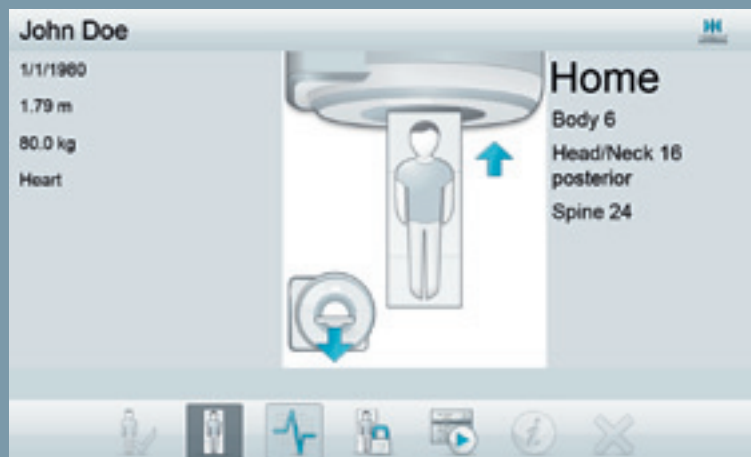 John Doe
1/1/1960
1.79 m
80.0 kg
Heart
Home
Body 6
Head/Neck 16
posterior
Spine 24